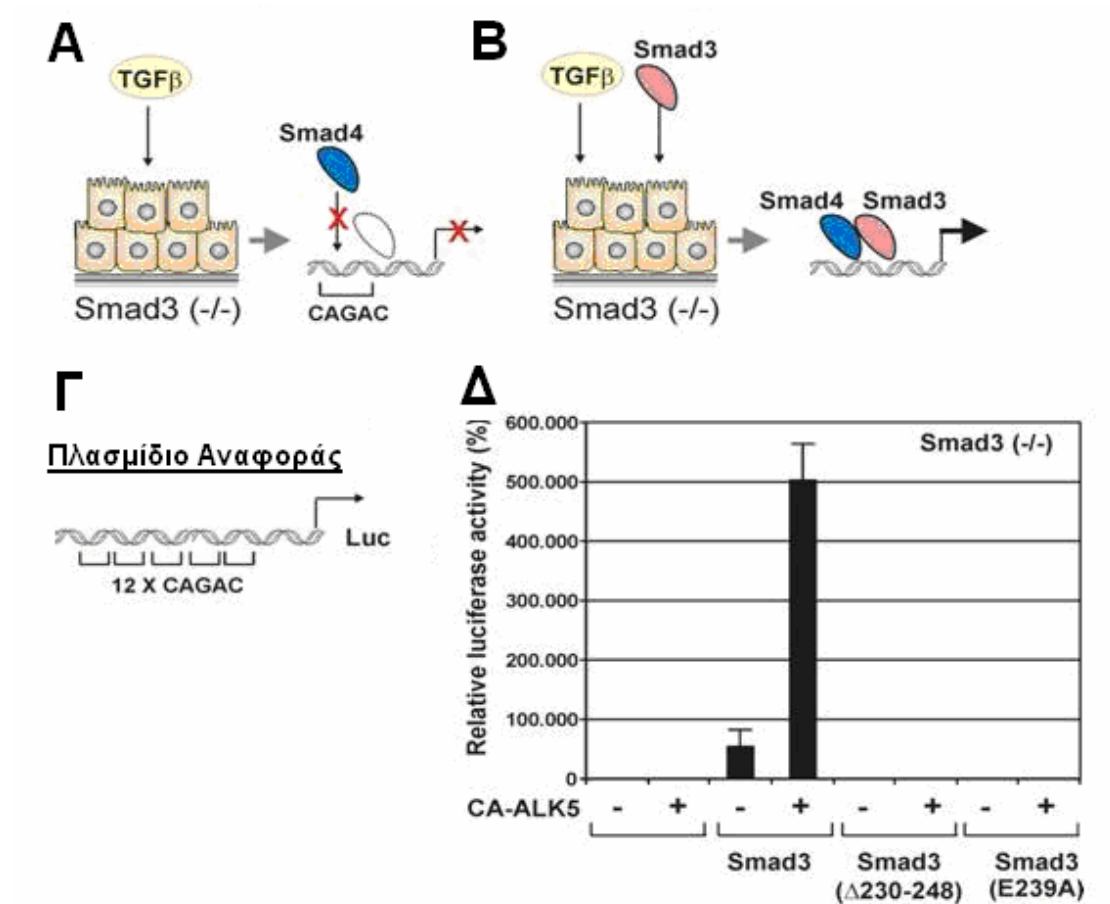 Α
TGFβ
Smad4
X
X
Smad3 (-/-)
CAGAC
Β
TGFβ
Smad3
Smad4 Smad3
Smad3 (-/-)
Γ
Πλασμίδιο Αναφοράς
Luc
12 X CAGAC
Δ
Relative luciferase activity (%)
600.000
500.000
400.000
300.000
200.000
100.000
0
Smad3 (-/-)
CA-ALK5 - + - + - + - +
Smad3 Smad3 Smad3
(Δ230-248) (E239A)